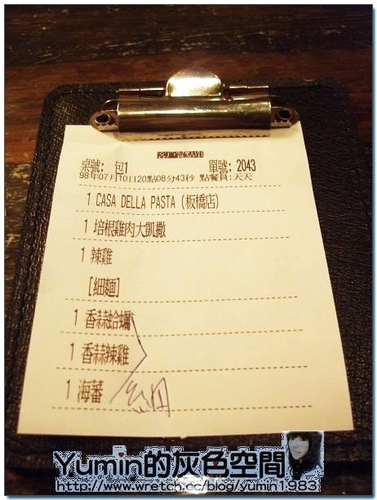 桌號: 包1 單號: 2043
98年07月10日20點08分43秒 點餐員:天天
1 CASA DELLA PASTA (板橋店)
1 培根雞肉大凱撒
1 辣雞
[細麵]
1 香蒜蛤蠣
1 香蒜辣雞
1 海蕃
Yumin的灰色空間
http://www.wretch.cc/blog/yumin1983